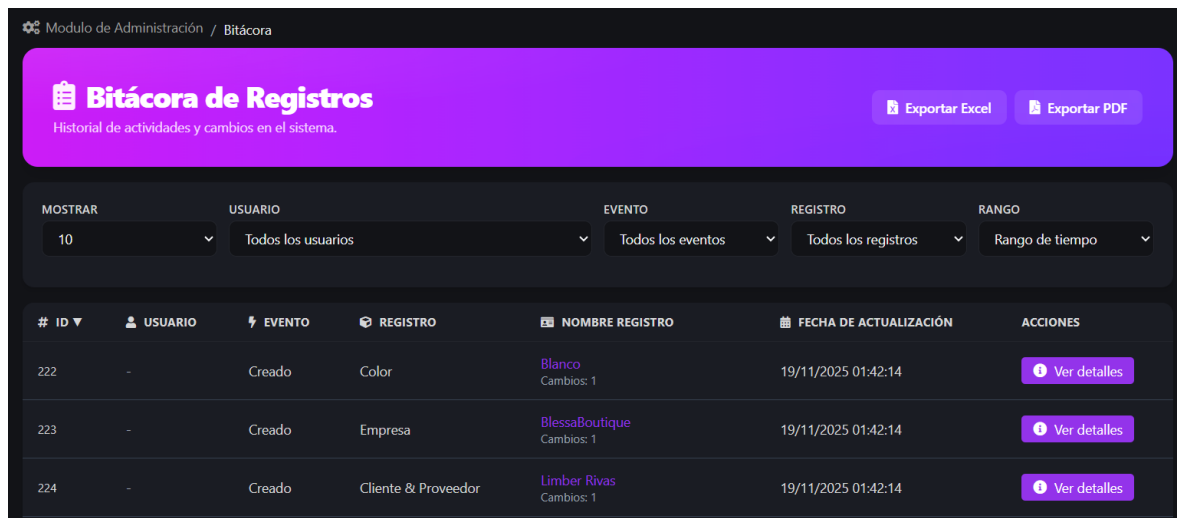 Modulo de Administración / Bitácora
Bitácora de Registros
Historial de actividades y cambios en el sistema.
Exportar Excel
Exportar PDF
MOSTRAR USUARIO EVENTO REGISTRO RANGO
10 Todos los usuarios Todos los eventos Todos los registros Rango de tiempo
# ID ▼ USUARIO EVENTO REGISTRO NOMBRE REGISTRO FECHA DE ACTUALIZACIÓN ACCIONES
222 - Creado Color Blanco 19/11/2025 01:42:14 Ver detalles
Cambios: 1
223 - Creado Empresa BlessaBoutique 19/11/2025 01:42:14 Ver detalles
Cambios: 1
224 - Creado Cliente & Proveedor Limber Rivas 19/11/2025 01:42:14 Ver detalles
Cambios: 1